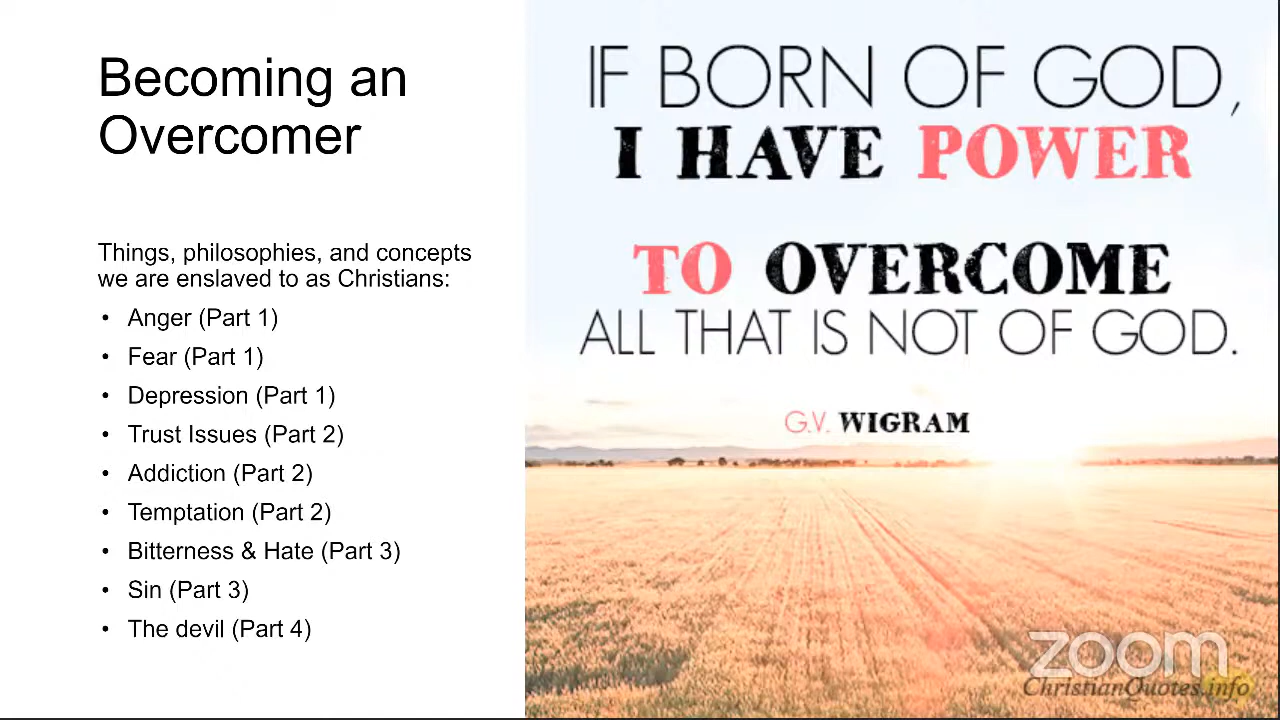 Becoming an
Overcomer
Things, philosophies, and concepts
we are enslaved to as Christians:
• Anger (Part 1)
• Fear (Part 1)
• Depression (Part 1)
• Trust Issues (Part 2)
• Addiction (Part 2)
• Temptation (Part 2)
• Bitterness & Hate (Part 3)
• Sin (Part 3)
• The devil (Part 4)
IF BORN OF GOD,
I HAVE POWER
TO OVERCOME
ALL THAT IS NOT OF GOD.
G.V. WIGRAM
zoom
ChristianQuotes.info